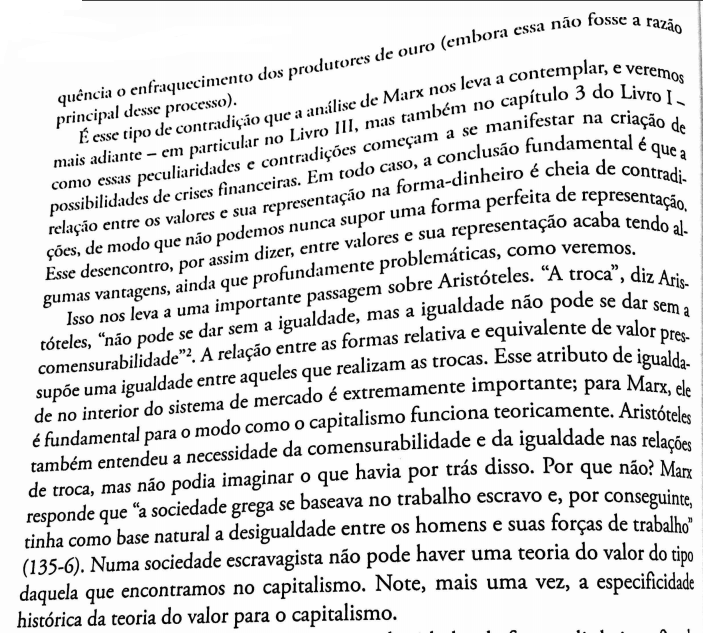 quência o enfraquecimento dos produtores de ouro (embora essa não fosse a razão
principal desse processo).
É esse tipo de contradição que a análise de Marx nos leva a contemplar, e veremos
mais adiante – em particular no Livro III, mas também no capítulo 3 do Livro I –
como essas peculiaridades e contradições começam a se manifestar na criação de
possibilidades de crises financeiras. Em todo caso, a conclusão fundamental é que a
relação entre os valores e sua representação na forma-dinheiro é cheia de contradi-
ções, de modo que não podemos nunca supor uma forma perfeita de representação.
Esse desencontro, por assim dizer, entre valores e sua representação acaba tendo al-
gumas vantagens, ainda que profundamente problemáticas, como veremos.
Isso nos leva a uma importante passagem sobre Aristóteles. “A troca”, diz Aris-
tóteles, “não pode se dar sem a igualdade, mas a igualdade não pode se dar sem a
comensurabilidade”². A relação entre as formas relativa e equivalente de valor pres-
supõe uma igualdade entre aqueles que realizam as trocas. Esse atributo de igualda-
de no interior do sistema de mercado é extremamente importante; para Marx, ele
é fundamental para o modo como o capitalismo funciona teoricamente. Aristóteles
também entendeu a necessidade da comensurabilidade e da igualdade nas relações
de troca, mas não podia imaginar o que havia por trás disso. Por que não? Marx
responde que “a sociedade grega se baseava no trabalho escravo e, por conseguinte,
tinha como base natural a desigualdade entre os homens e suas forças de trabalho”
(135-6). Numa sociedade escravagista não pode haver uma teoria do valor do tipo
daquela que encontramos no capitalismo. Note, mais uma vez, a especificidade
histórica da teoria do valor para o capitalismo.